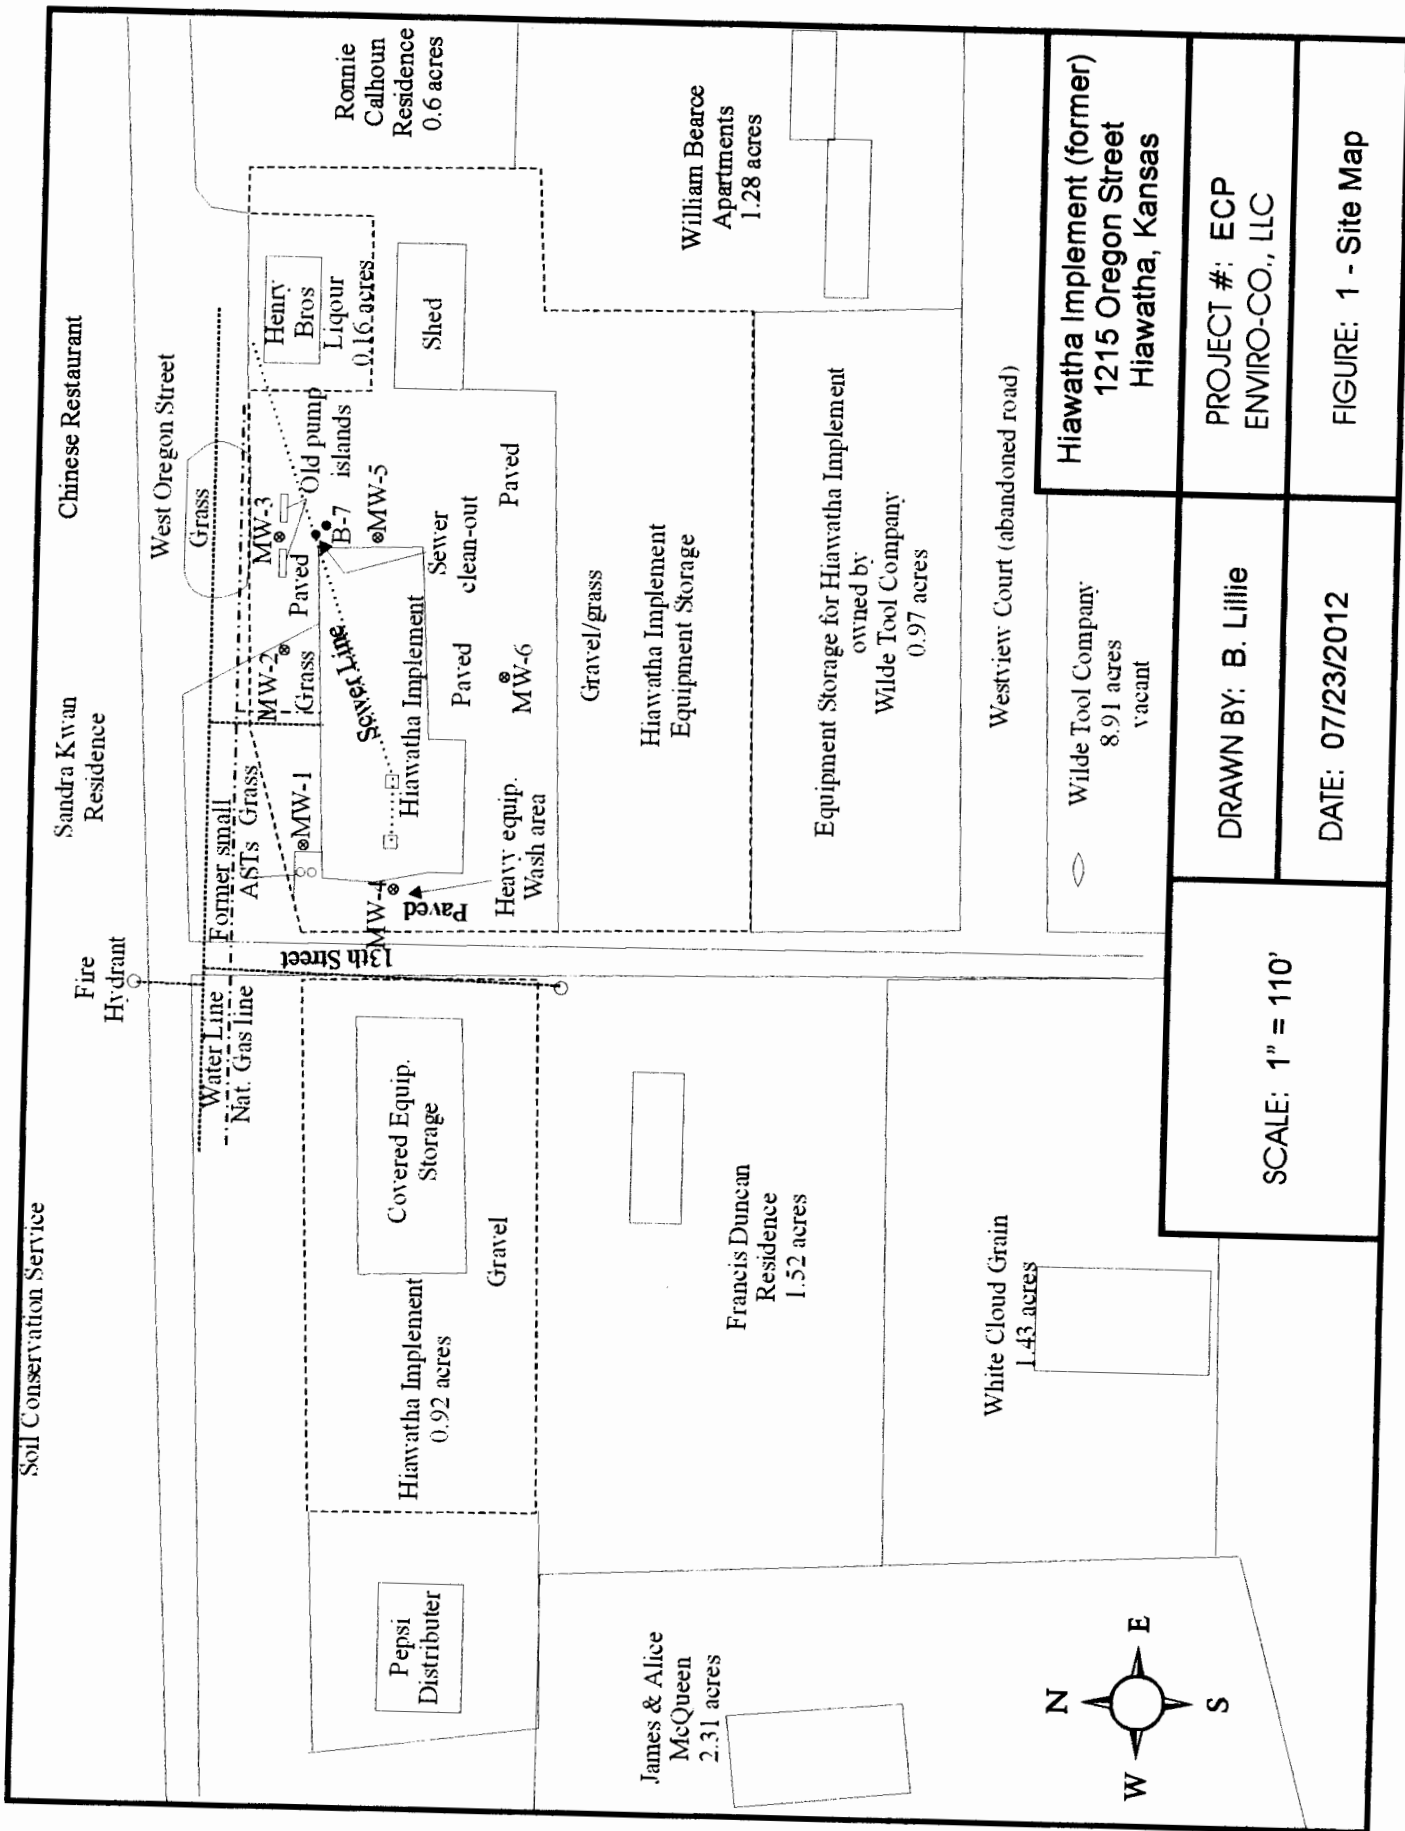 Soil Conservation Service
Fire
Hydrant
Sandra Kwan
Residence
Chinese Restaurant
West Oregon Street
Grass
Water Line
Nat. Gas line
Former small
ASTs
Grass
MW-1
MW-2
Grass
MW-3
Paved
Old pump
islands
B-7
MW-5
Henry
Bros
Liqour
0.16 acres
Shed
Ronnie
Calhoun
Residence
0.6 acres
Sewer Line
Hiawatha Implement
Sewer
clean-out
Paved
Paved
MW-6
MW-4
Paved
Heavy equip.
Wash area
13th Street
Gravel/grass
Hiawatha Implement
Equipment Storage
William Bearce
Apartments
1.28 acres
Equipment Storage for Hiawatha Implement
owned by
Wilde Tool Company
0.97 acres
Westview Court (abandoned road)
Wilde Tool Company
8.91 acres
vacant
Covered Equip.
Storage
Gravel
Hiawatha Implement
0.92 acres
Pepsi
Distributer
Francis Duncan
Residence
1.52 acres
White Cloud Grain
1.43 acres
James & Alice
McQueen
2.31 acres
N
W
E
S
SCALE: 1" = 110'
Hiawatha Implement (former)
1215 Oregon Street
Hiawatha, Kansas
DRAWN BY: B. Lillie
PROJECT #: ECP
ENVIRO-CO., LLC
DATE: 07/23/2012
FIGURE: 1 - Site Map